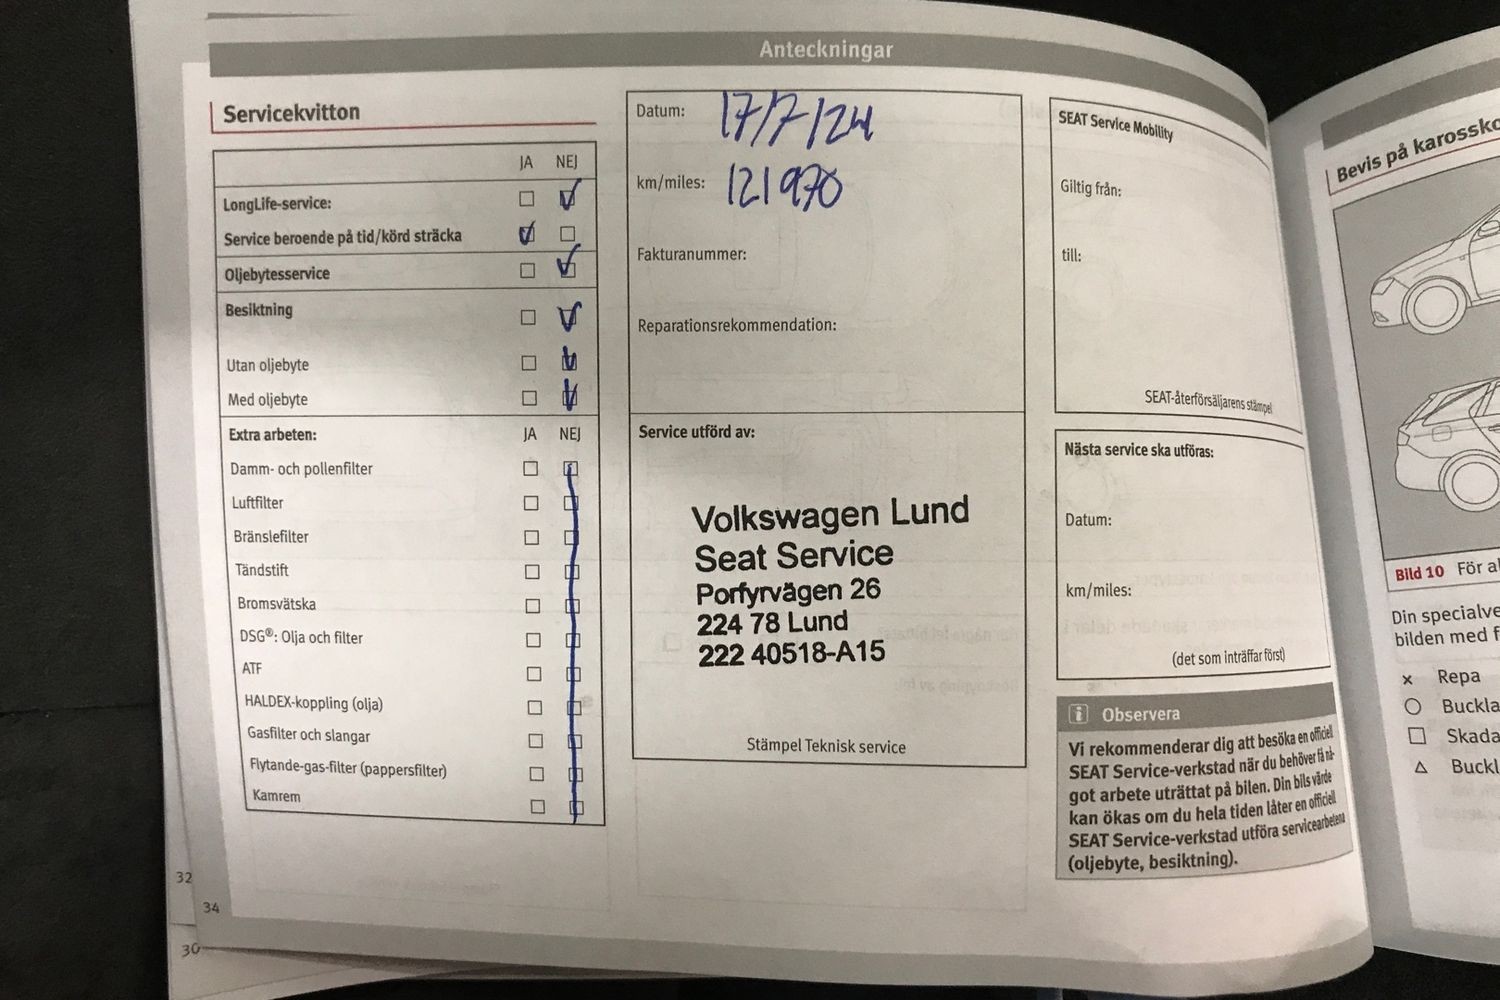 Anteckningar
Servicekvitton
JA NEJ
LongLife-service:
Service beroende på tid/körd sträcka
Oljebytesservice
Besiktning
Utan oljebyte
Med oljebyte
Extra arbeten: JA NEJ
Damm- och pollenfilter
Luftfilter
Bränslefilter
Tändstift
Bromsvätska
DSG®: Olja och filter
ATF
HALDEX-koppling (olja)
Gasfilter och slangar
Flytande-gas-filter (pappersfilter)
Kamrem
Datum: 17/7/24
km/miles: 121970
Fakturanummer:
Reparationsrekommendation:
Service utförd av:
Volkswagen Lund
Seat Service
Porfyrvägen 26
224 78 Lund
222 40518-A15
Stämpel Teknisk service
SEAT Service Mobility
Giltig från:
till:
SEAT-återförsäljarens stämpel
Nästa service ska utföras:
Datum:
km/miles:
(det som inträffar först)
i Observera
Vi rekommenderar dig att besöka en officiell
SEAT Service-verkstad när du behöver få nå-
got arbete uträttat på bilen. Din bils värde
kan ökas om du hela tiden låter en officiell
SEAT Service-verkstad utföra servicearbetena
(oljebyte, besiktning).
32
34
30
Bevis på karossko
Bild 10 För al
Din specialve
bilden med f
× Repa
Buckla
Skada
Buckl